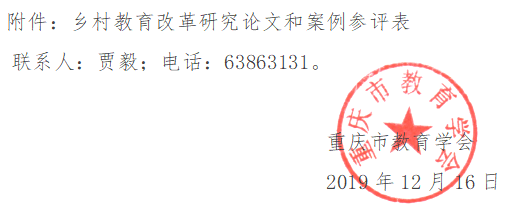 附件：乡村教育改革研究论文和案例参评表
联系人：贾毅；电话：63863131。
重庆市教育学会
重庆市教育学会
2019 年 12 月 16 日